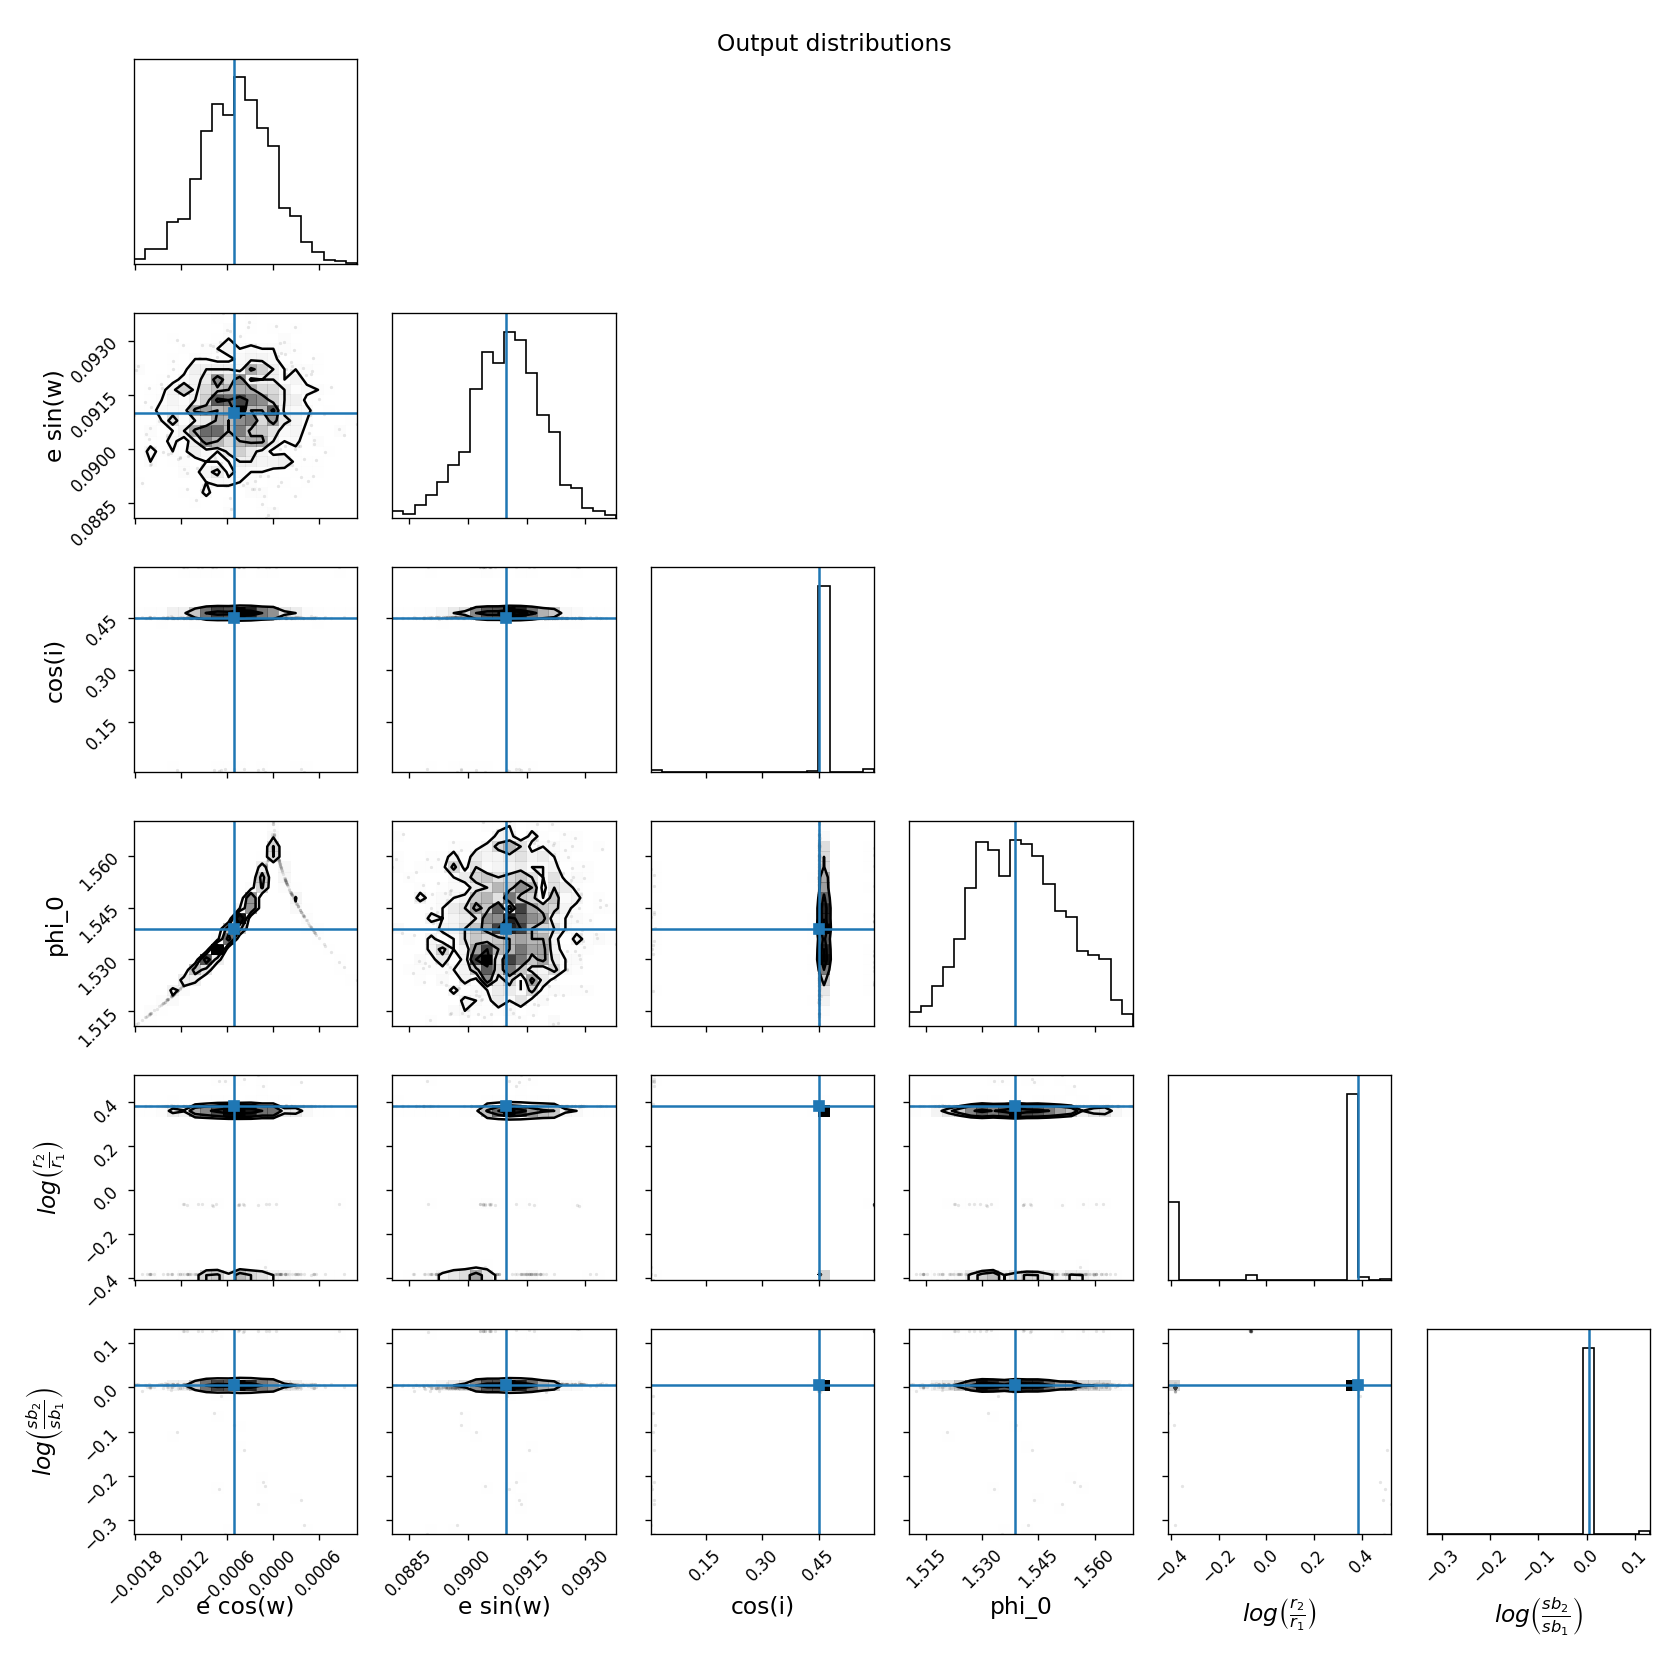 Output distributions
e sin(w)
0.0930
0.0915
0.0900
0.0885
cos(i)
0.45
0.30
0.15
phi_0
1.560
1.545
1.530
1.515
log(r₂/r₁)
0.4
0.2
0.0
−0.2
−0.4
log(sb₂/sb₁)
0.1
0.0
−0.1
−0.2
−0.3
−0.0018 −0.0012 −0.0006 0.0000 0.0006
0.0885 0.0900 0.0915 0.0930
0.15 0.30 0.45
1.515 1.530 1.545 1.560
−0.4 −0.2 0.0 0.2 0.4
−0.3 −0.2 −0.1 0.0 0.1
e cos(w)
e sin(w)
cos(i)
phi_0
log(r₂/r₁)
log(sb₂/sb₁)